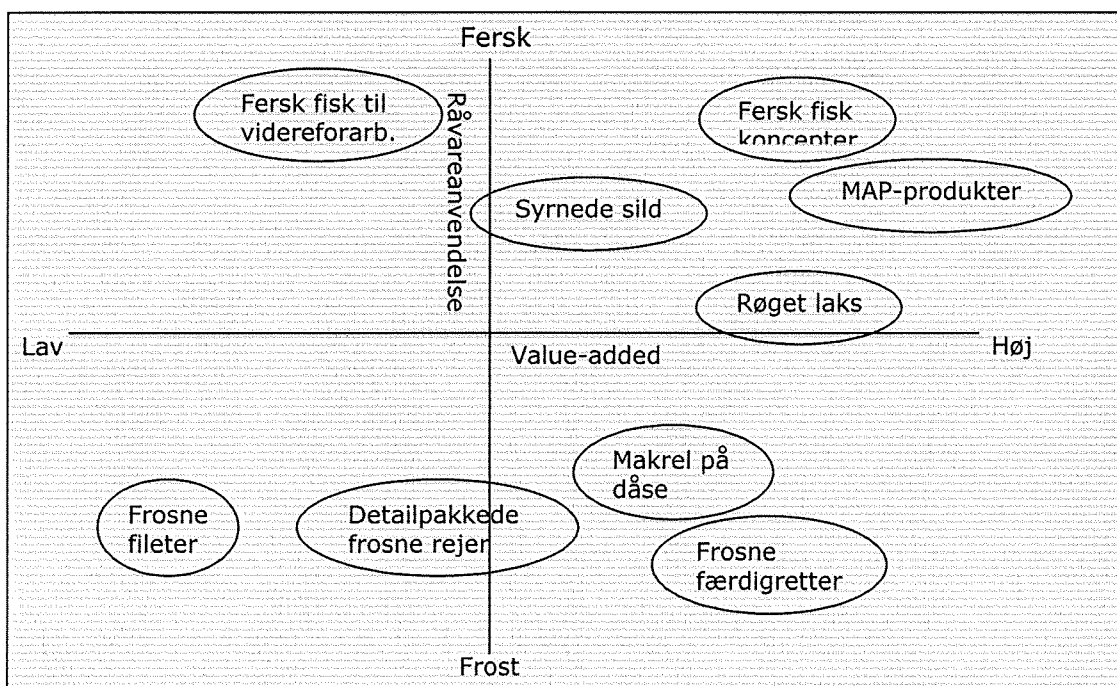 Fersk
Fersk fisk til
videreforarb.
Råvareanvendelse
Fersk fisk
koncepter
MAP-produkter
Syrnede sild
Røget laks
Lav
Value-added
Høj
Makrel på
dåse
Frosne
fileter
Detailpakkede
frosne rejer
Frosne
færdigretter
Frost